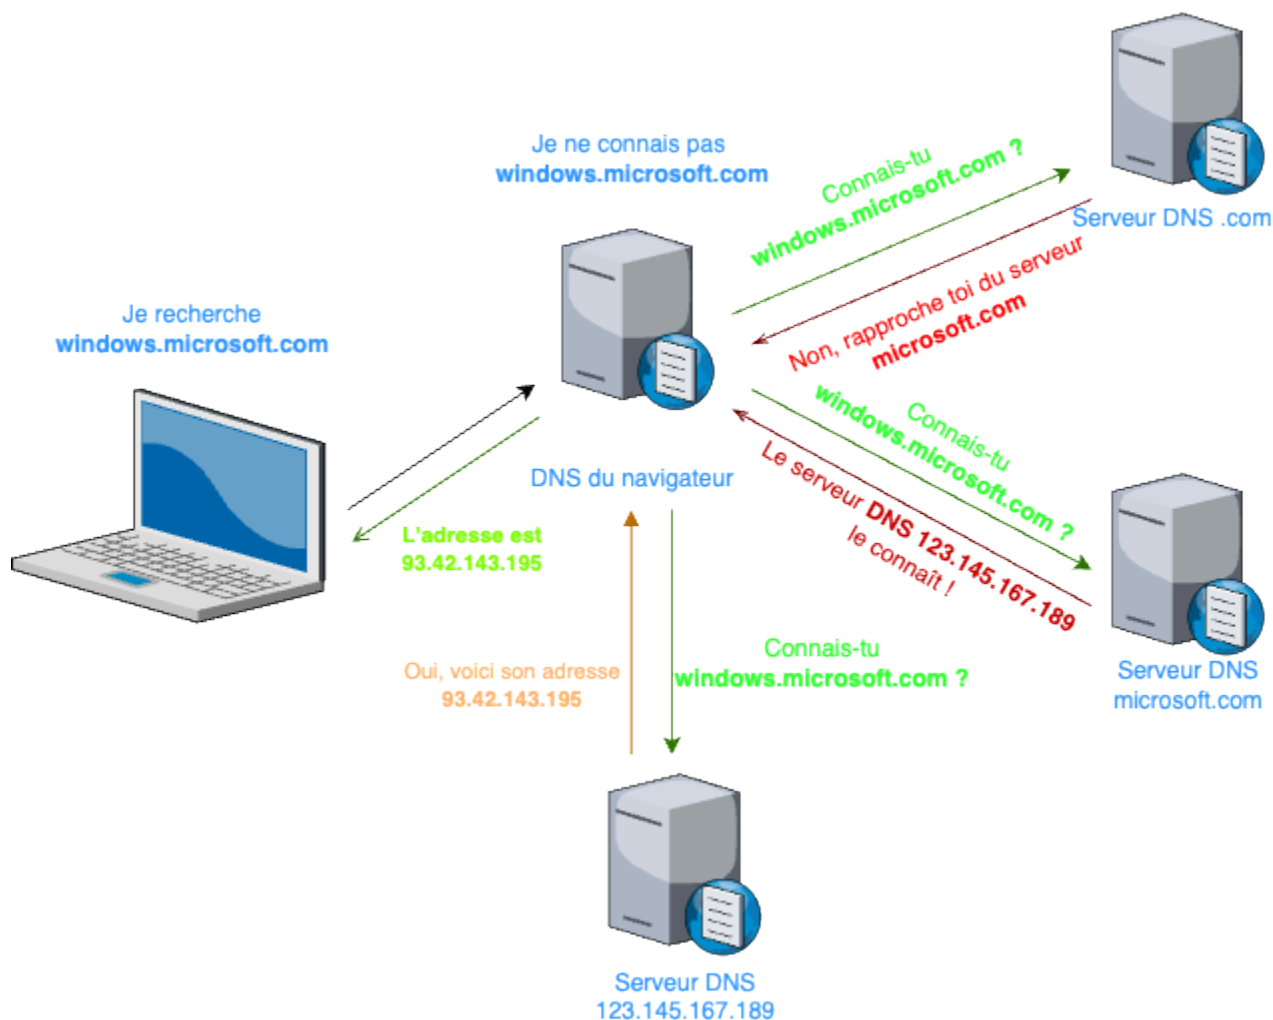 Je ne connais pas
windows.microsoft.com
Connais-tu
windows.microsoft.com ?
Serveur DNS .com
Non, rapproche toi du serveur
microsoft.com
Je recherche
windows.microsoft.com
DNS du navigateur
Connais-tu
windows.microsoft.com ?
Le serveur DNS 123.145.167.189
le connaît !
L'adresse est
93.42.143.195
Serveur DNS
microsoft.com
Oui, voici son adresse
93.42.143.195
Connais-tu
windows.microsoft.com ?
Serveur DNS
123.145.167.189